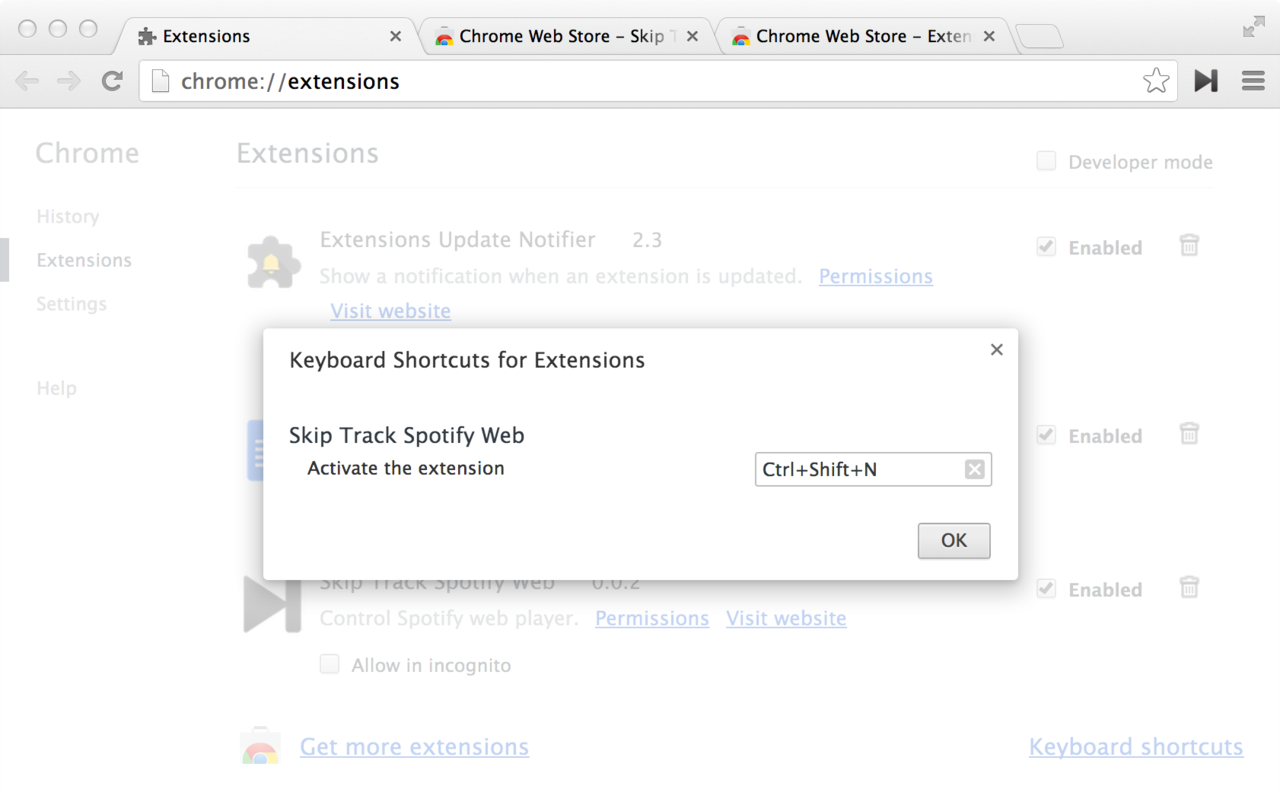 Extensions
Chrome Web Store – Skip T
Chrome Web Store – Exten
chrome://extensions
Chrome
Extensions
Developer mode
History
Extensions
Settings
Help
Extensions Update Notifier 2.3
Enabled
Show a notification when an extension is updated. Permissions
Visit website
Keyboard Shortcuts for Extensions
Skip Track Spotify Web
Activate the extension
Ctrl+Shift+N
OK
Enabled
Skip Track Spotify Web 0.0.2
Enabled
Control Spotify web player. Permissions Visit website
Allow in incognito
Get more extensions
Keyboard shortcuts